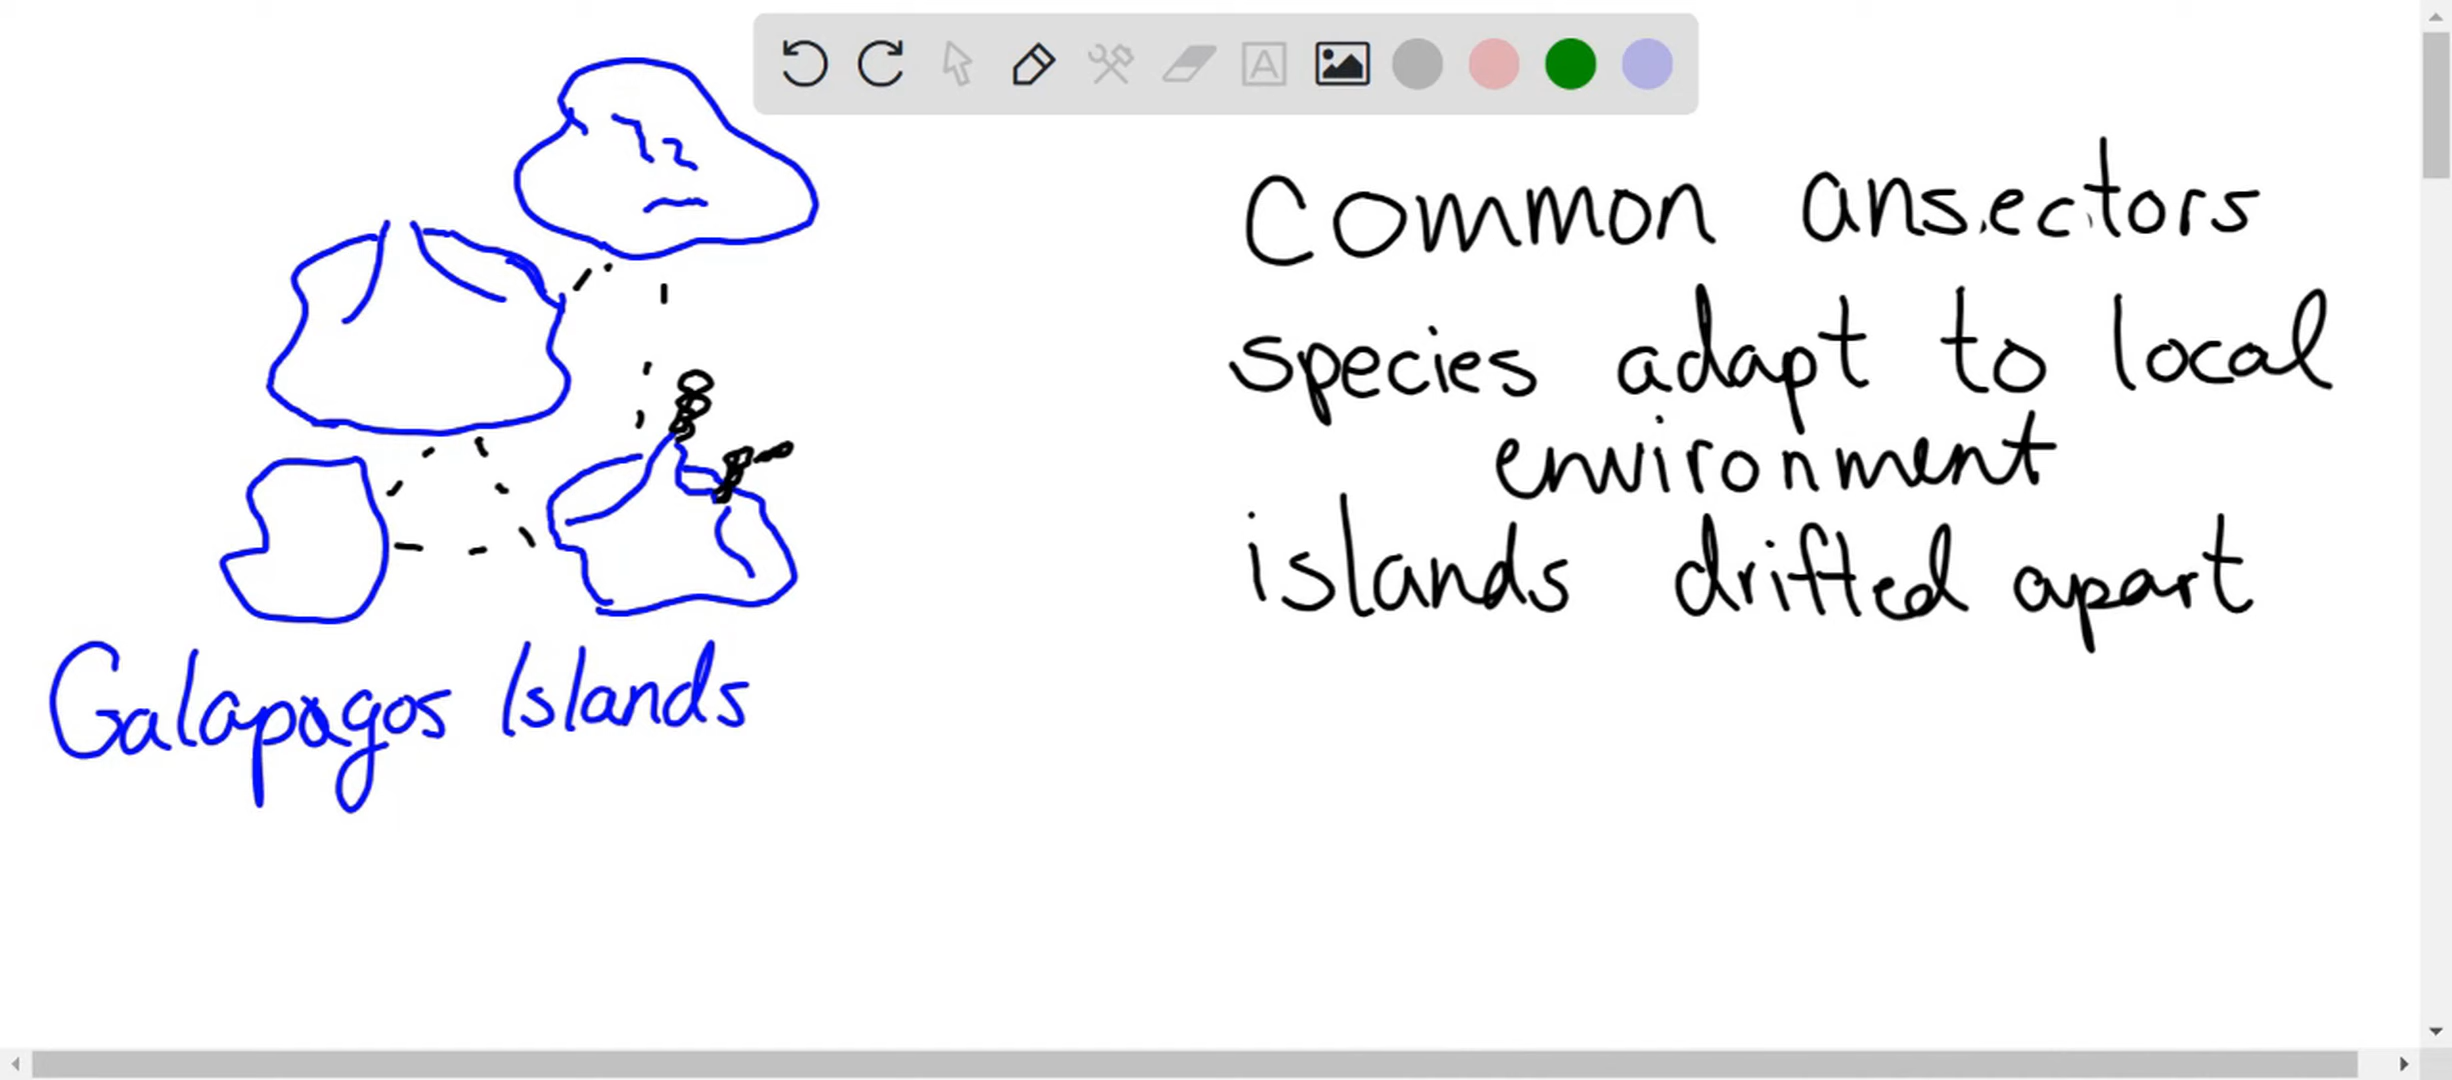 A
Common ansectors
species adapt to local
environment
islands drifted apart
Galapagos Islands